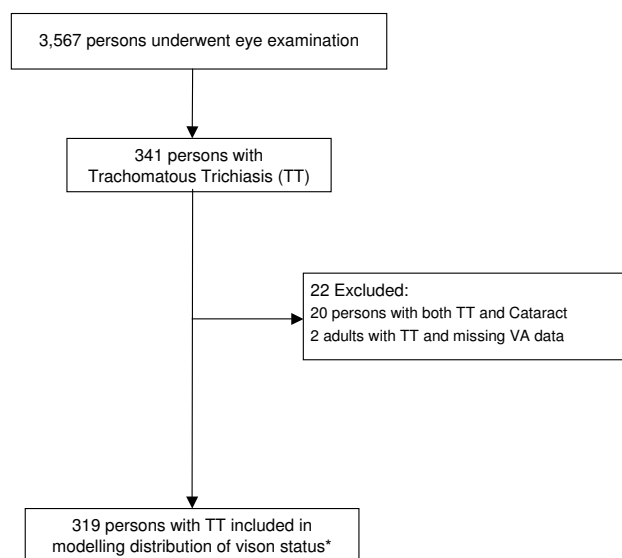 3,567 persons underwent eye examination
341 persons with
Trachomatous Trichiasis (TT)
22 Excluded:
20 persons with both TT and Cataract
2 adults with TT and missing VA data
319 persons with TT included in
modelling distribution of vison status*